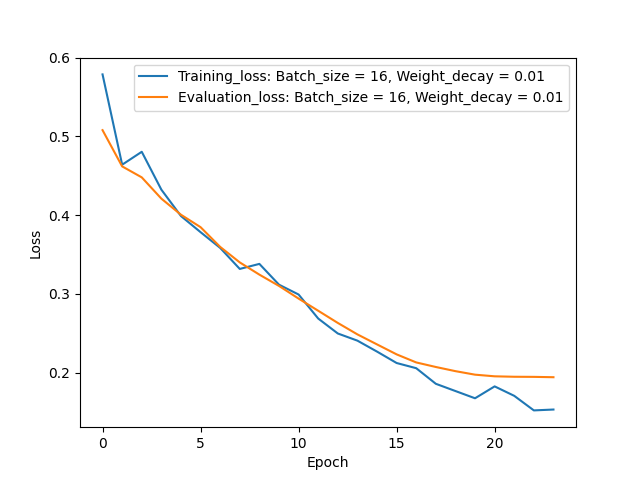 0.6
Training_loss: Batch_size = 16, Weight_decay = 0.01
Evaluation_loss: Batch_size = 16, Weight_decay = 0.01
0.5
0.4
Loss
0.3
0.2
0 5 10 15 20
Epoch